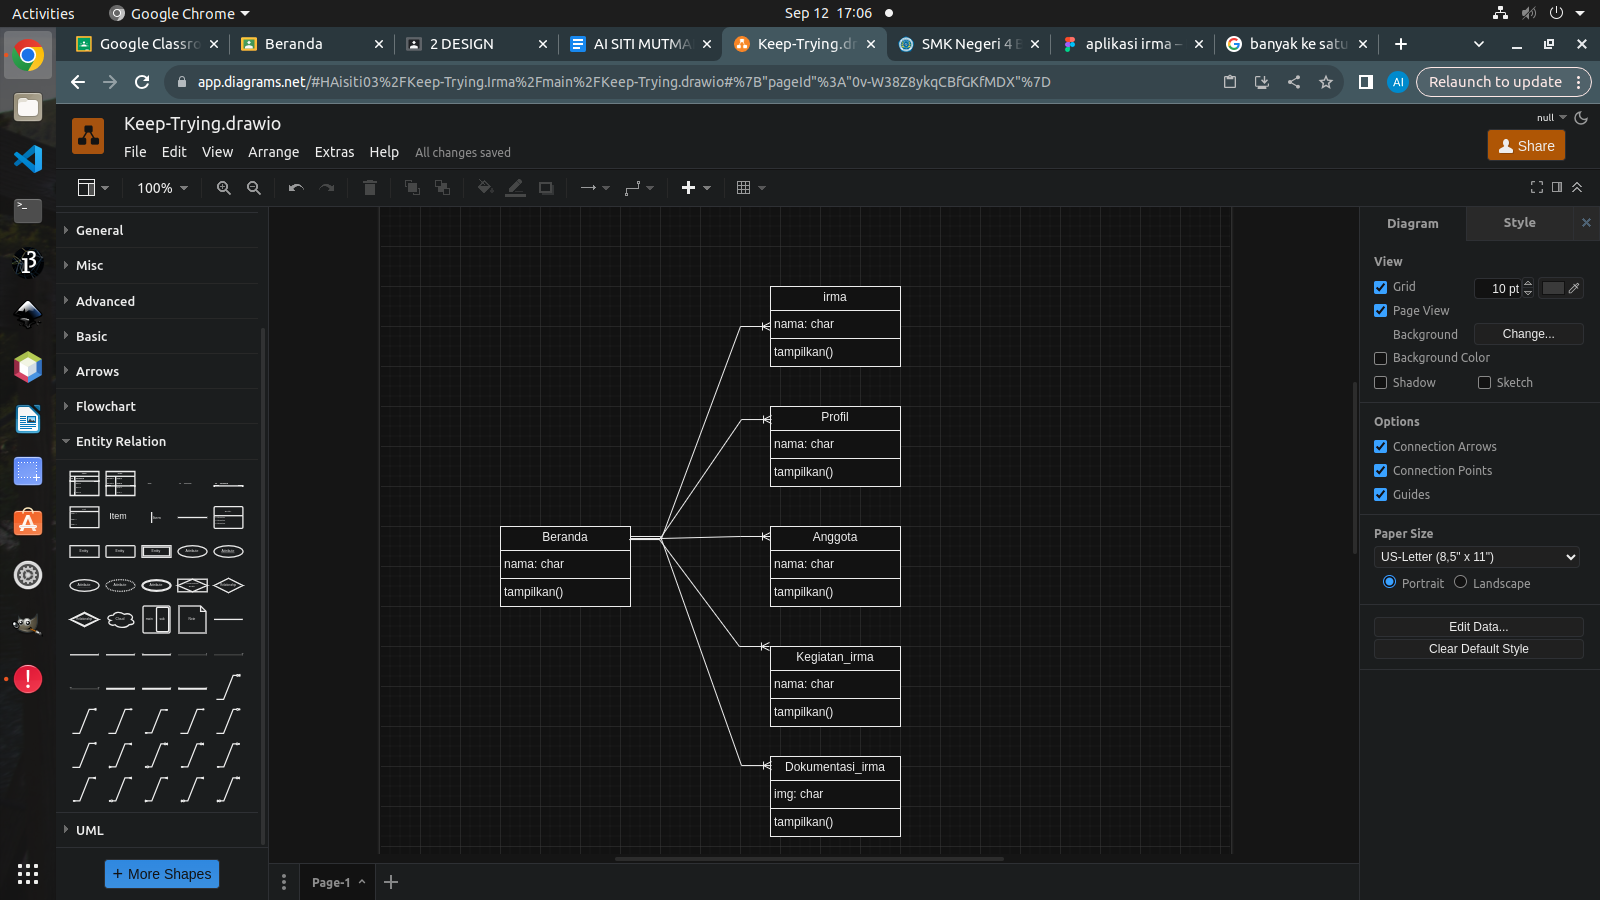 Activities
Google Chrome
Sep 12 17:06
Google Classro
Beranda
2 DESIGN
AI SITI MUTMA
Keep-Trying.dr
SMK Negeri 4 B
aplikasi irma –
banyak ke satu
app.diagrams.net/#HAisiti03%2FKeep-Trying.Irma%2Fmain%2FKeep-Trying.drawio#%7B"pageId"%3A"0v-W38Z8ykqCBfGKfMDX"%7D
AI
Relaunch to update
Keep-Trying.drawio
null
File Edit View Arrange Extras Help All changes saved
Share
100%
General
Misc
Advanced
Basic
Arrows
Flowchart
Entity Relation
Item
UML
+ More Shapes
irma
nama: char
tampilkan()
Profil
nama: char
tampilkan()
Beranda
nama: char
tampilkan()
Anggota
nama: char
tampilkan()
Kegiatan_irma
nama: char
tampilkan()
Dokumentasi_irma
img: char
tampilkan()
Page-1
Diagram
Style
View
Grid
10 pt
Page View
Background
Change...
Background Color
Shadow
Sketch
Options
Connection Arrows
Connection Points
Guides
Paper Size
US-Letter (8,5" x 11")
Portrait
Landscape
Edit Data...
Clear Default Style